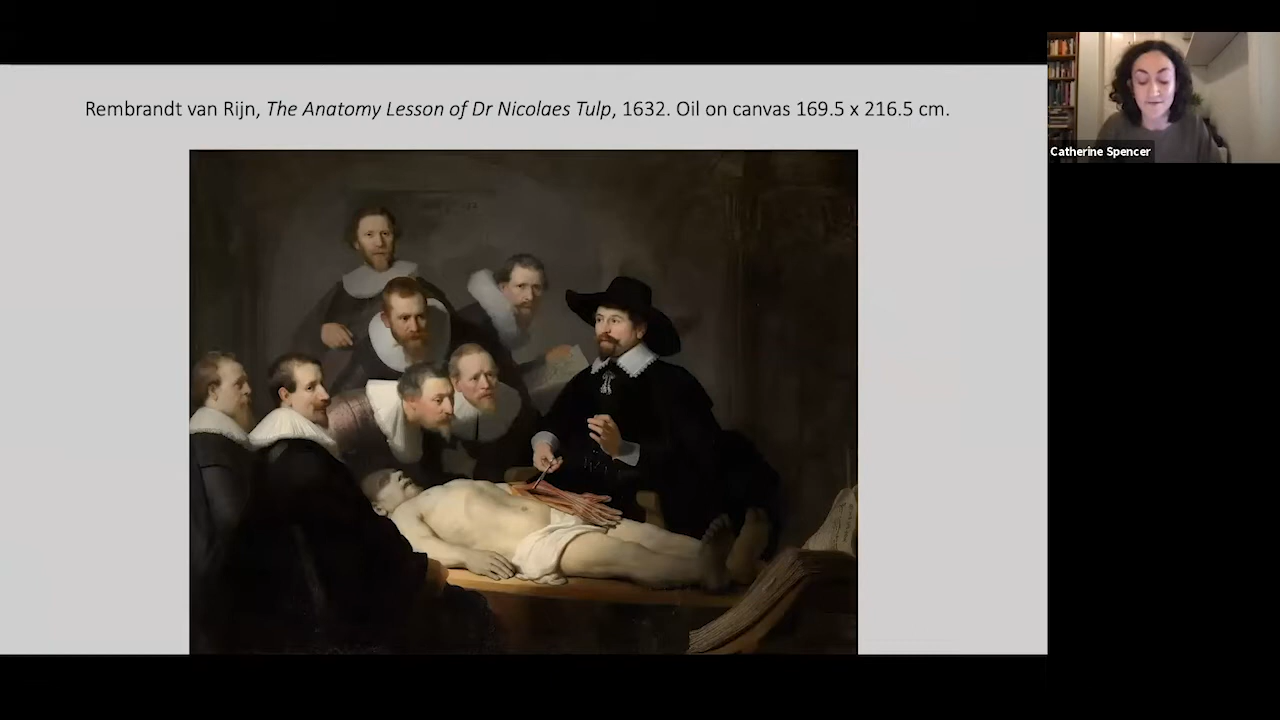 Rembrandt van Rijn, The Anatomy Lesson of Dr Nicolaes Tulp, 1632. Oil on canvas 169.5 x 216.5 cm.
Catherine Spencer